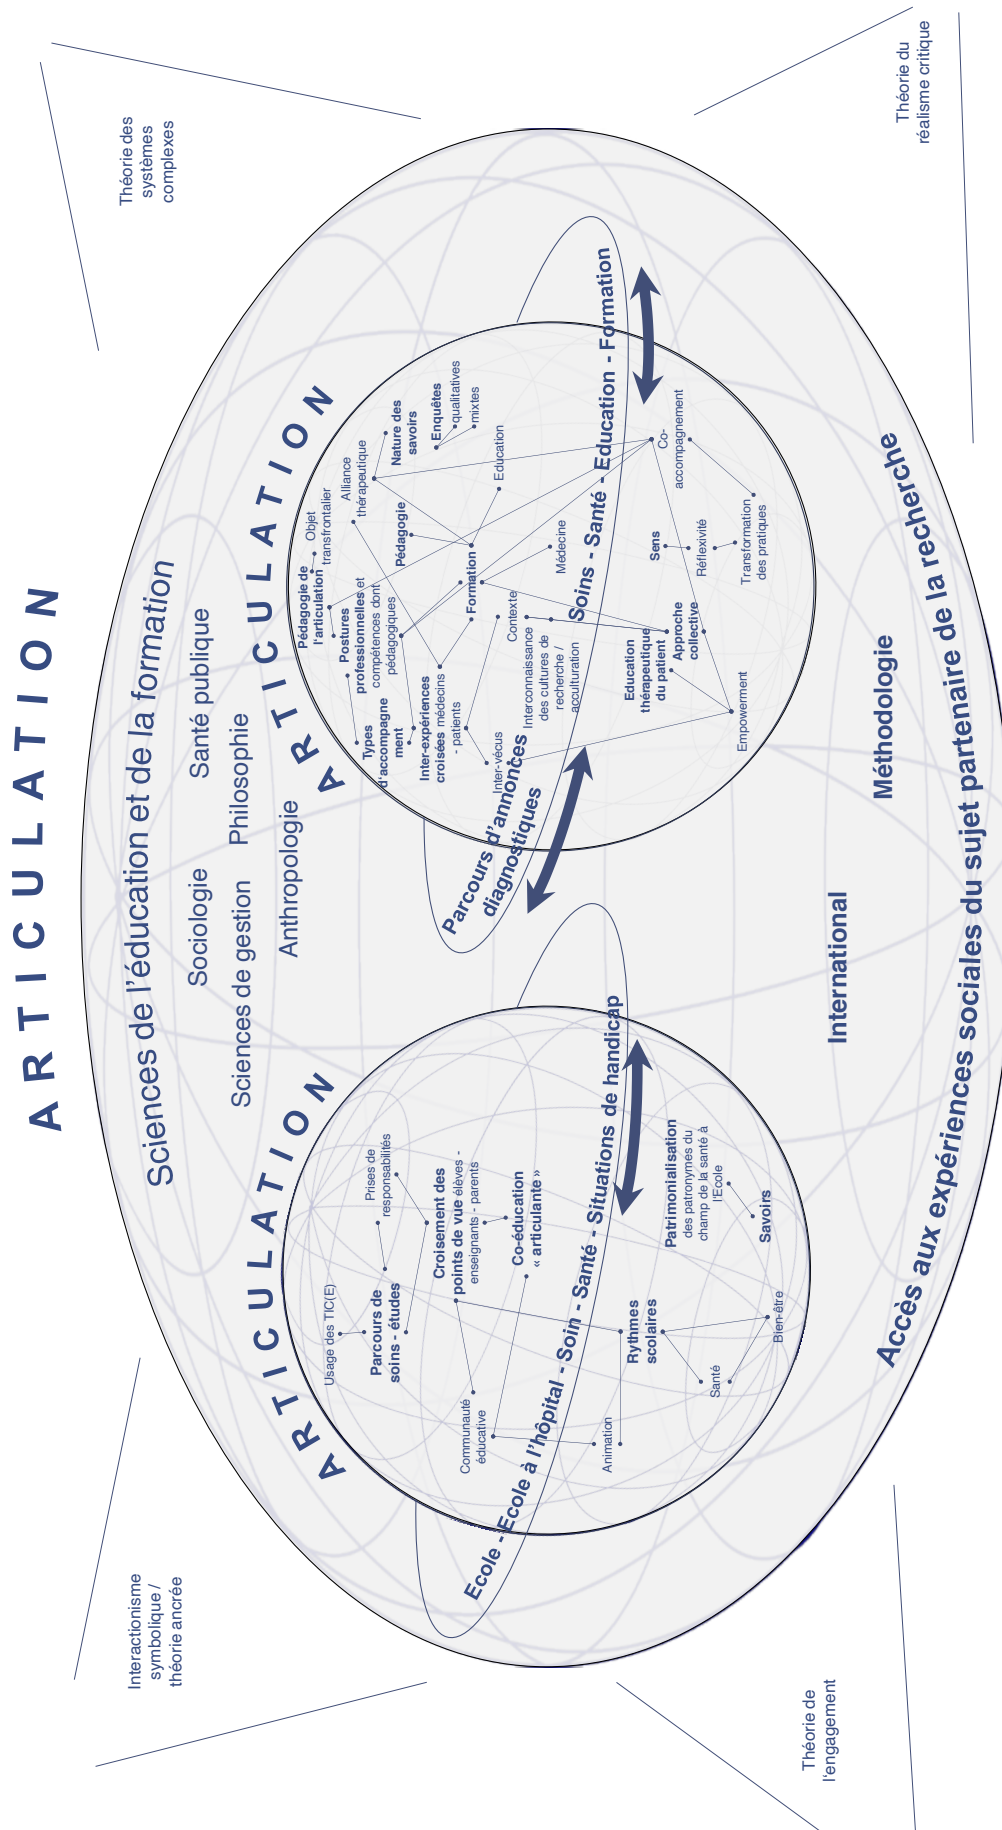 ARTICULATION
Interactionisme
symbolique /
théorie ancrée
Théorie des
systèmes
complexes
Sciences de l'éducation et de la formation
Sociologie
Santé publique
Sciences de gestion
Philosophie
Anthropologie
ARTICULATION
Usage des TIC(E)
Prises de
responsabilités
Parcours de
soins - études
Croisement des
points de vue élèves -
enseignants - parents
Communauté
éducative
Co-éducation
« articulante »
Ecole - Ecole à l'hôpital - Soin - Santé - Situations de handicap
Animation
Rythmes
scolaires
Patrimonialisation
des patronymes du
champ de la santé à
l'Ecole
Santé
Savoirs
Bien-être
ARTICULATION
Pédagogie de
l'articulation
Objet
transfrontalier
Alliance
thérapeutique
Nature des
savoirs
Postures
professionnelles et
compétences dont
pédagogiques
Pédagogie
Enquêtes
qualitatives
mixtes
Types
d'accompagne
ment
Inter-expériences
croisées médecins
- patients
Formation
Education
Inter-vécus
Contexte
Médecine
Interconnaissance
des cultures de
recherche /
acculturation
Parcours d'annonces
diagnostiques
Soins - Santé - Education - Formation
Education
thérapeutique
du patient
Approche
collective
Sens
Réflexivité
Co-
accompagnement
Transformation
des pratiques
Empowerment
International
Méthodologie
Accès aux expériences sociales du sujet partenaire de la recherche
Théorie de
l'engagement
Théorie du
réalisme critique